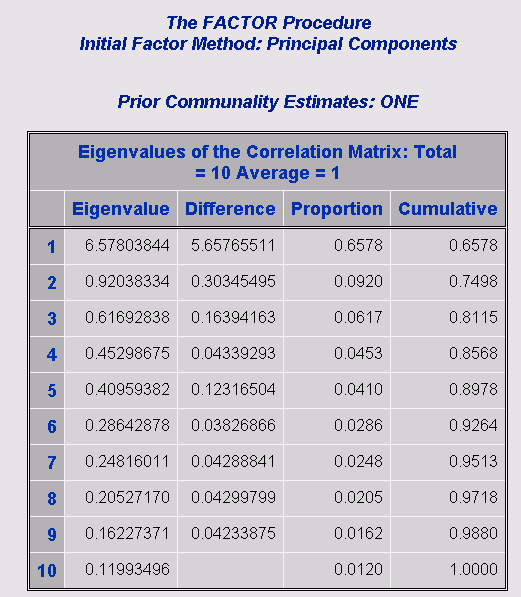 The FACTOR Procedure
Initial Factor Method: Principal Components
Prior Communality Estimates: ONE
Eigenvalues of the Correlation Matrix: Total
= 10 Average = 1
Eigenvalue Difference Proportion Cumulative
1 6.57803844 5.65765511 0.6578 0.6578
2 0.92038334 0.30345495 0.0920 0.7498
3 0.61692838 0.16394163 0.0617 0.8115
4 0.45298675 0.04339293 0.0453 0.8568
5 0.40959382 0.12316504 0.0410 0.8978
6 0.28642878 0.03826866 0.0286 0.9264
7 0.24816011 0.04288841 0.0248 0.9513
8 0.20527170 0.04299799 0.0205 0.9718
9 0.16227371 0.04233875 0.0162 0.9880
10 0.11993496 0.0120 1.0000